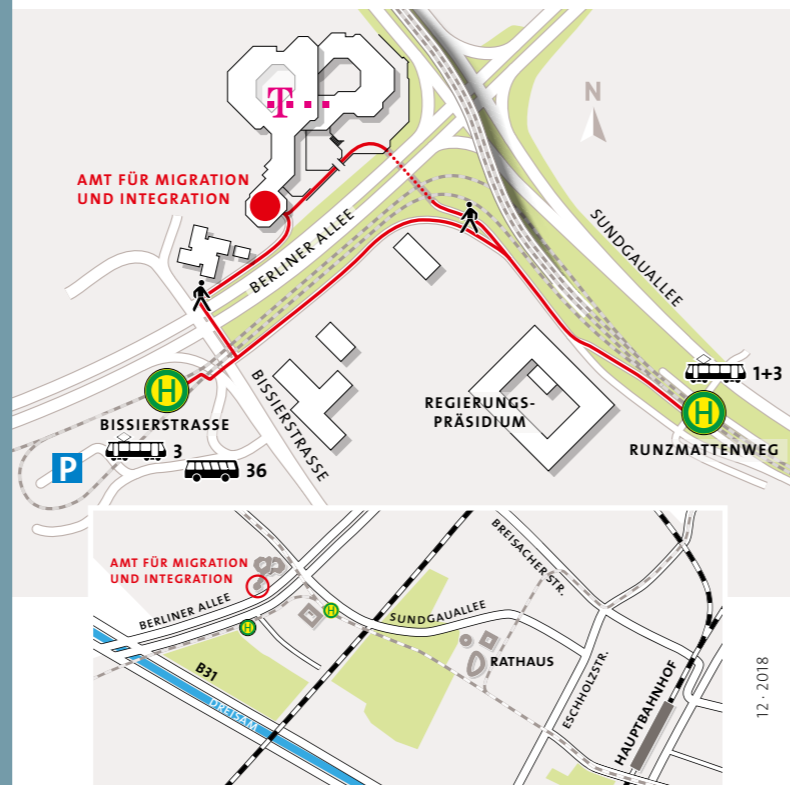 T
N
AMT FÜR MIGRATION
UND INTEGRATION
BERLINER ALLEE
SUNDGAUALLEE
BISSIERSTRASSE
H
BISSIERSTRASSE
3
P
36
REGIERUNGS-
PRÄSIDIUM
1+3
H
RUNZMATTENWEG
AMT FÜR MIGRATION
UND INTEGRATION
BERLINER ALLEE
H
H
BREISACHER STR.
SUNDGAUALLEE
RATHAUS
B31
DREISAM
ESCHHOLZSTR.
HAUPTBAHNHOF
12 · 2018